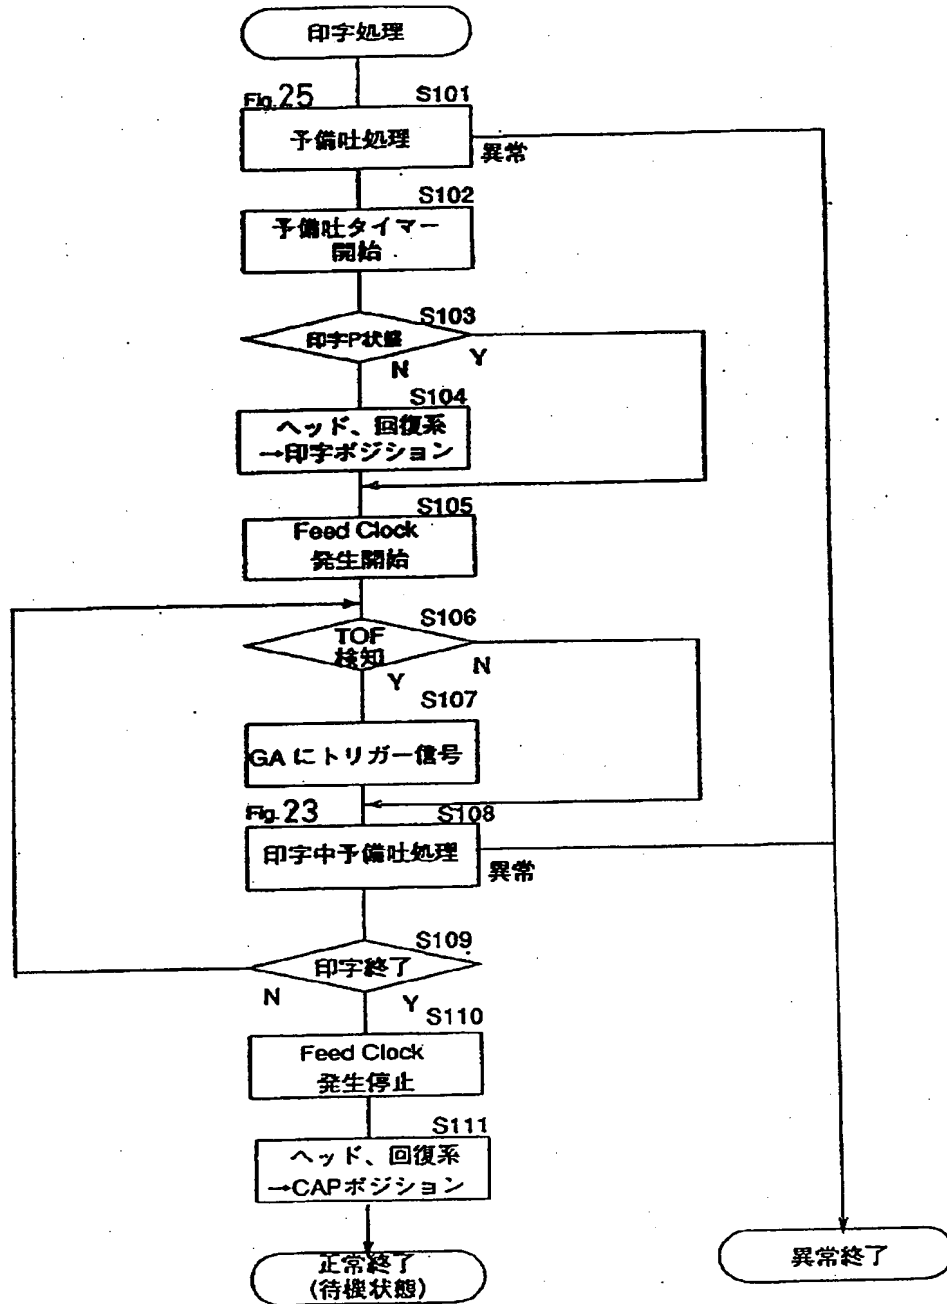 印字処理
Fig.25
S101
予備吐処理
異常
S102
予備吐タイマー
開始
S103
印字P状態
N
Y
S104
ヘッド、回復系
→印字ポジション
S105
Feed Clock
発生開始
S106
TOF
検知
Y
N
S107
GAにトリガー信号
Fig.23
S108
印字中予備吐処理
異常
S109
印字終了
N
Y
S110
Feed Clock
発生停止
S111
ヘッド、回復系
→CAPポジション
正常終了
(待機状態)
異常終了